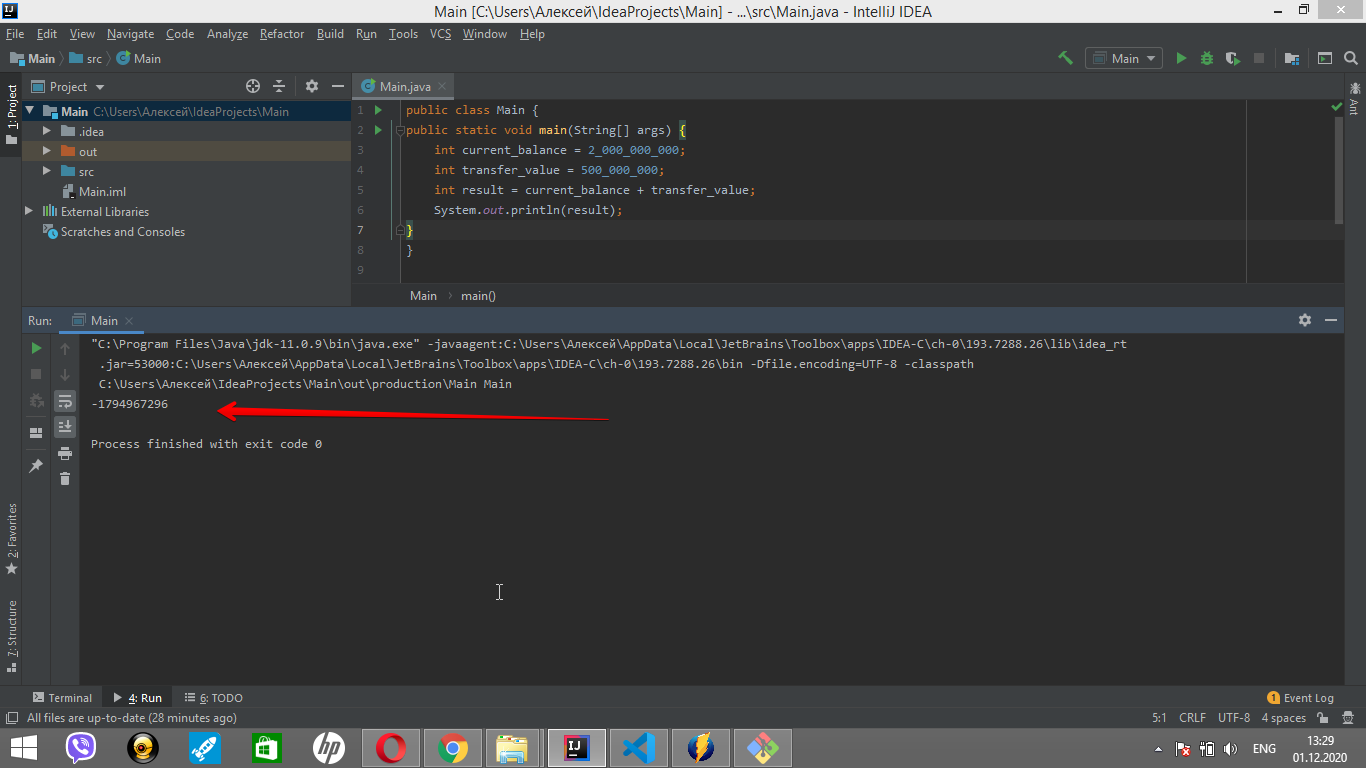 Main [C:\Users\Алексей\IdeaProjects\Main] - ...\src\Main.java - IntelliJ IDEA
File Edit View Navigate Code Analyze Refactor Build Run Tools VCS Window Help
Main src Main
Main
Project
Main.java
1: Project
Ant
Main C:\Users\Алексей\IdeaProjects\Main
.idea
out
src
Main.iml
External Libraries
Scratches and Consoles
1 public class Main {
2 public static void main(String[] args) {
3 int current_balance = 2_000_000_000;
4 int transfer_value = 500_000_000;
5 int result = current_balance + transfer_value;
6 System.out.println(result);
7 }
8 }
9
Main main()
Run: Main
"C:\Program Files\Java\jdk-11.0.9\bin\java.exe" -javaagent:C:\Users\Алексей\AppData\Local\JetBrains\Toolbox\apps\IDEA-C\ch-0\193.7288.26\lib\idea_rt
.jar=53000:C:\Users\Алексей\AppData\Local\JetBrains\Toolbox\apps\IDEA-C\ch-0\193.7288.26\bin -Dfile.encoding=UTF-8 -classpath
C:\Users\Алексей\IdeaProjects\Main\out\production\Main Main
-1794967296
Process finished with exit code 0
2: Favorites
7: Structure
Terminal 4: Run 6: TODO
1 Event Log
All files are up-to-date (28 minutes ago)
5:1 CRLF UTF-8 4 spaces
hp
IJ
ENG
13:29
01.12.2020